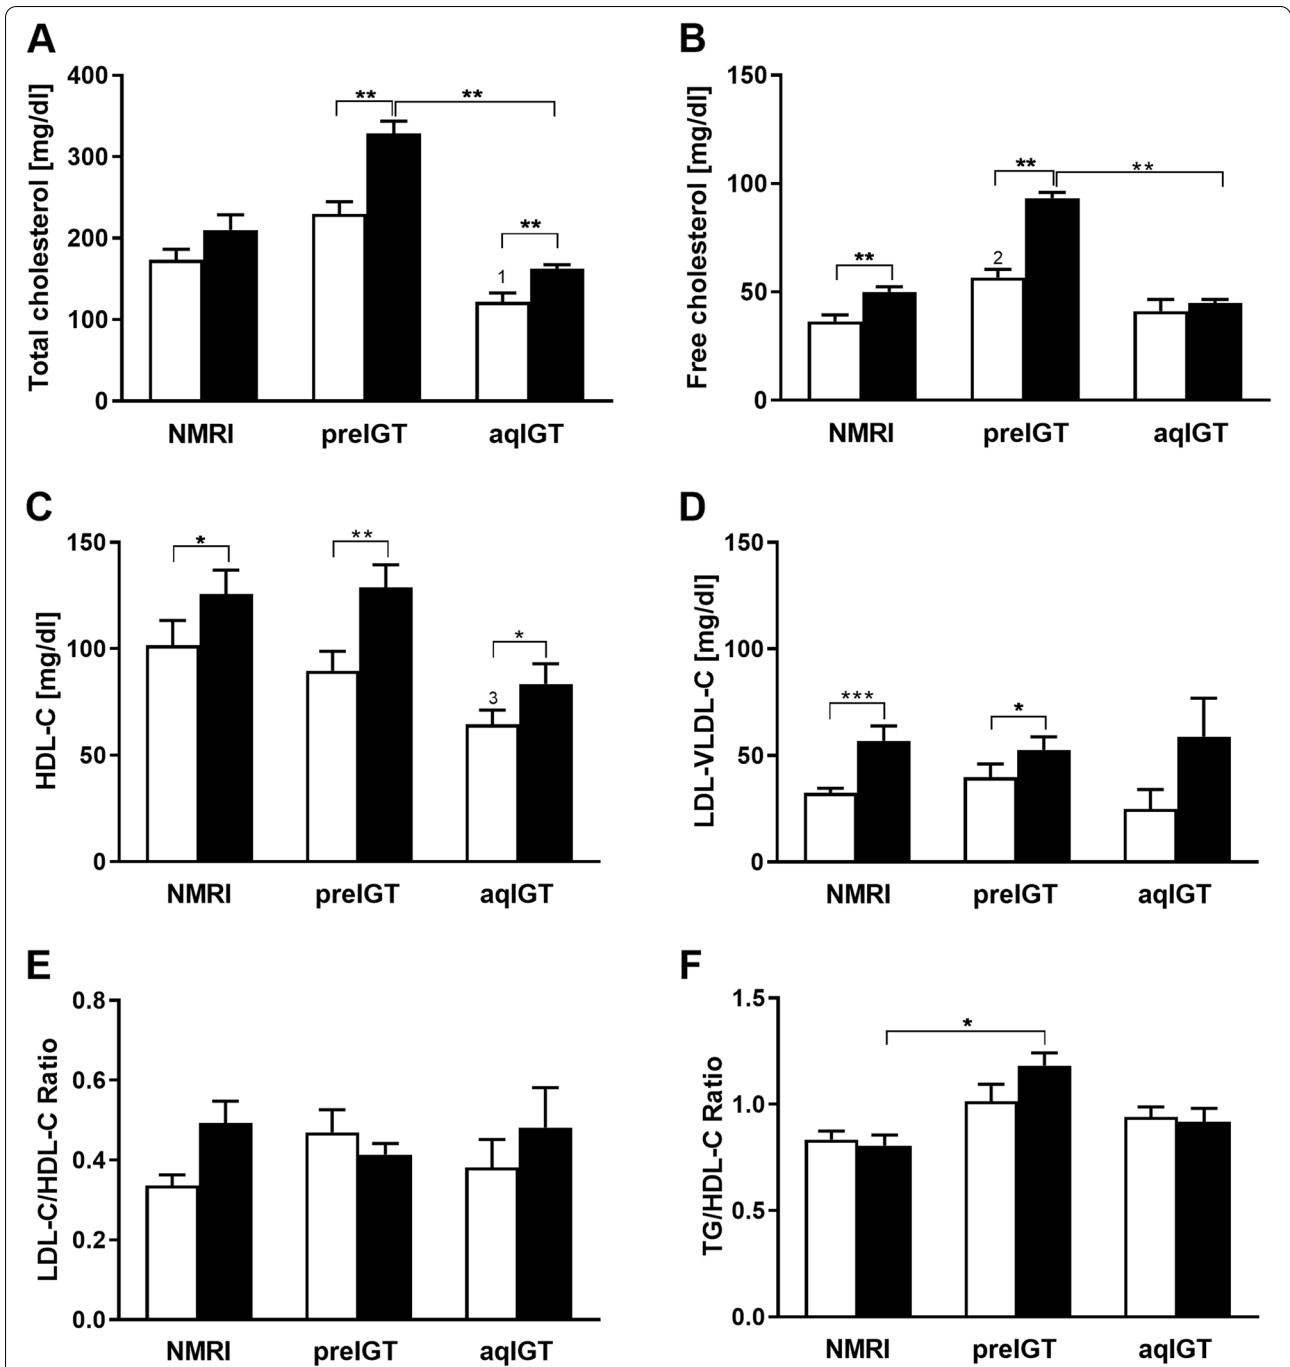 A
Total cholesterol [mg/dl]
400
300
200
100
0
**
**
**
1
NMRI
preIGT
aqIGT
B
Free cholesterol [mg/dl]
150
100
50
0
**
**
**
2
NMRI
preIGT
aqIGT
C
HDL-C [mg/dl]
150
100
50
0
*
**
*
3
NMRI
preIGT
aqIGT
D
LDL-VLDL-C [mg/dl]
150
100
50
0
***
*
NMRI
preIGT
aqIGT
E
LDL-C/HDL-C Ratio
0.8
0.6
0.4
0.2
0.0
NMRI
preIGT
aqIGT
F
TG/HDL-C Ratio
1.5
1.0
0.5
0.0
*
NMRI
preIGT
aqIGT